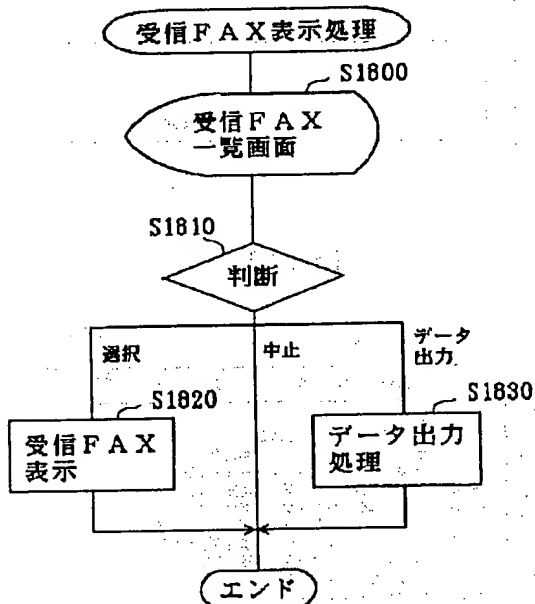 受信FAX表示処理
S1800
受信FAX
一覧画面
S1810
判断
選択
中止
データ
出力
S1820
受信FAX
表示
S1830
データ出力
処理
エンド